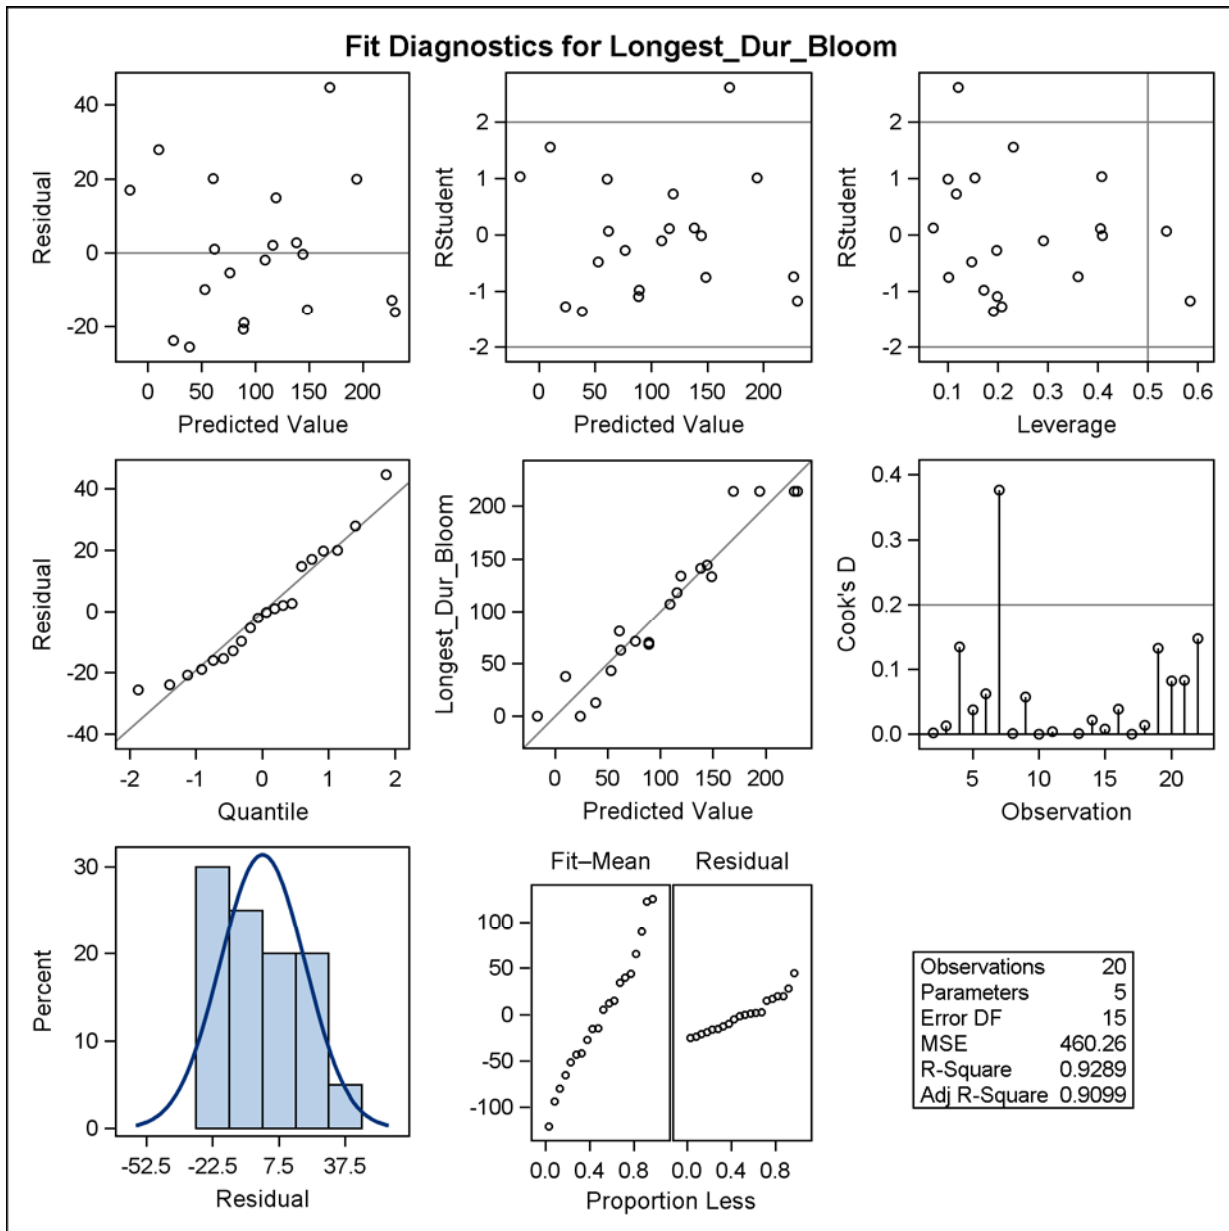 Fit Diagnostics for Longest_Dur_Bloom
Residual
40
20
0
-20
0 50 100 150 200
Predicted Value
RStudent
2
1
0
-1
-2
0 50 100 150 200
Predicted Value
RStudent
2
1
0
-1
-2
0.1 0.2 0.3 0.4 0.5 0.6
Leverage
Residual
40
20
0
-20
-40
-2 -1 0 1 2
Quantile
Longest_Dur_Bloom
200
150
100
50
0
0 50 100 150 200
Predicted Value
Cook's D
0.4
0.3
0.2
0.1
0.0
5 10 15 20
Observation
Percent
30
20
10
0
-52.5 -22.5 7.5 37.5
Residual
Fit–Mean Residual
100
50
0
-50
-100
0.0 0.4 0.8 0.0 0.4 0.8
Proportion Less
Observations 20
Parameters 5
Error DF 15
MSE 460.26
R-Square 0.9289
Adj R-Square 0.9099